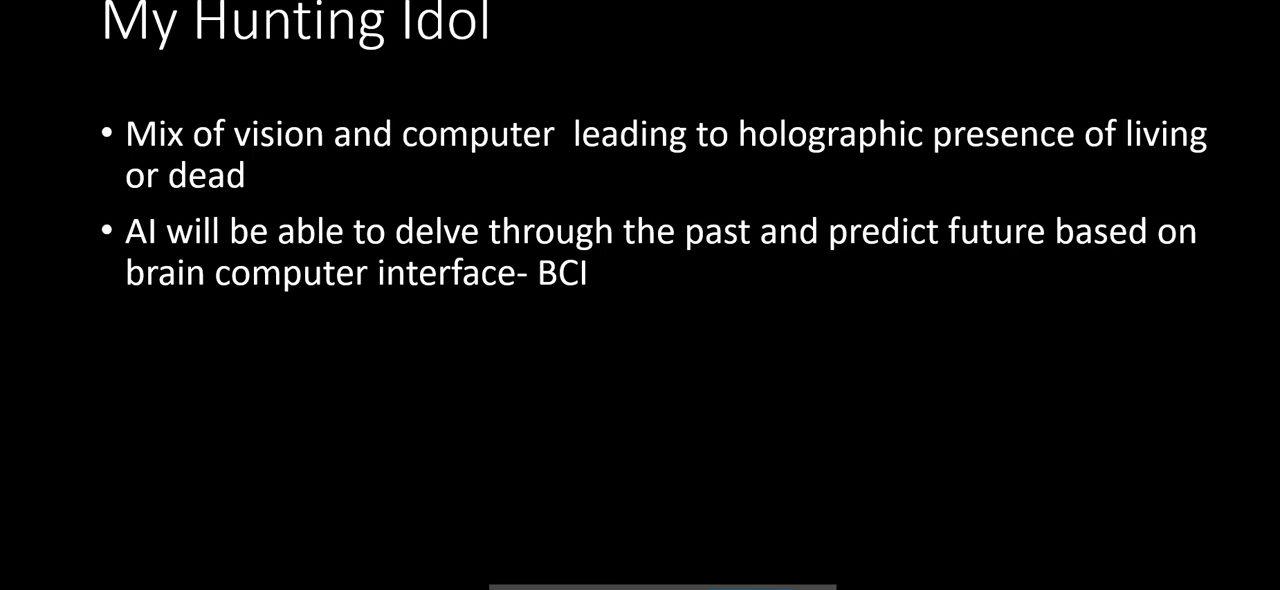 My Hunting Idol
• Mix of vision and computer  leading to holographic presence of living
or dead
• AI will be able to delve through the past and predict future based on
brain computer interface- BCI